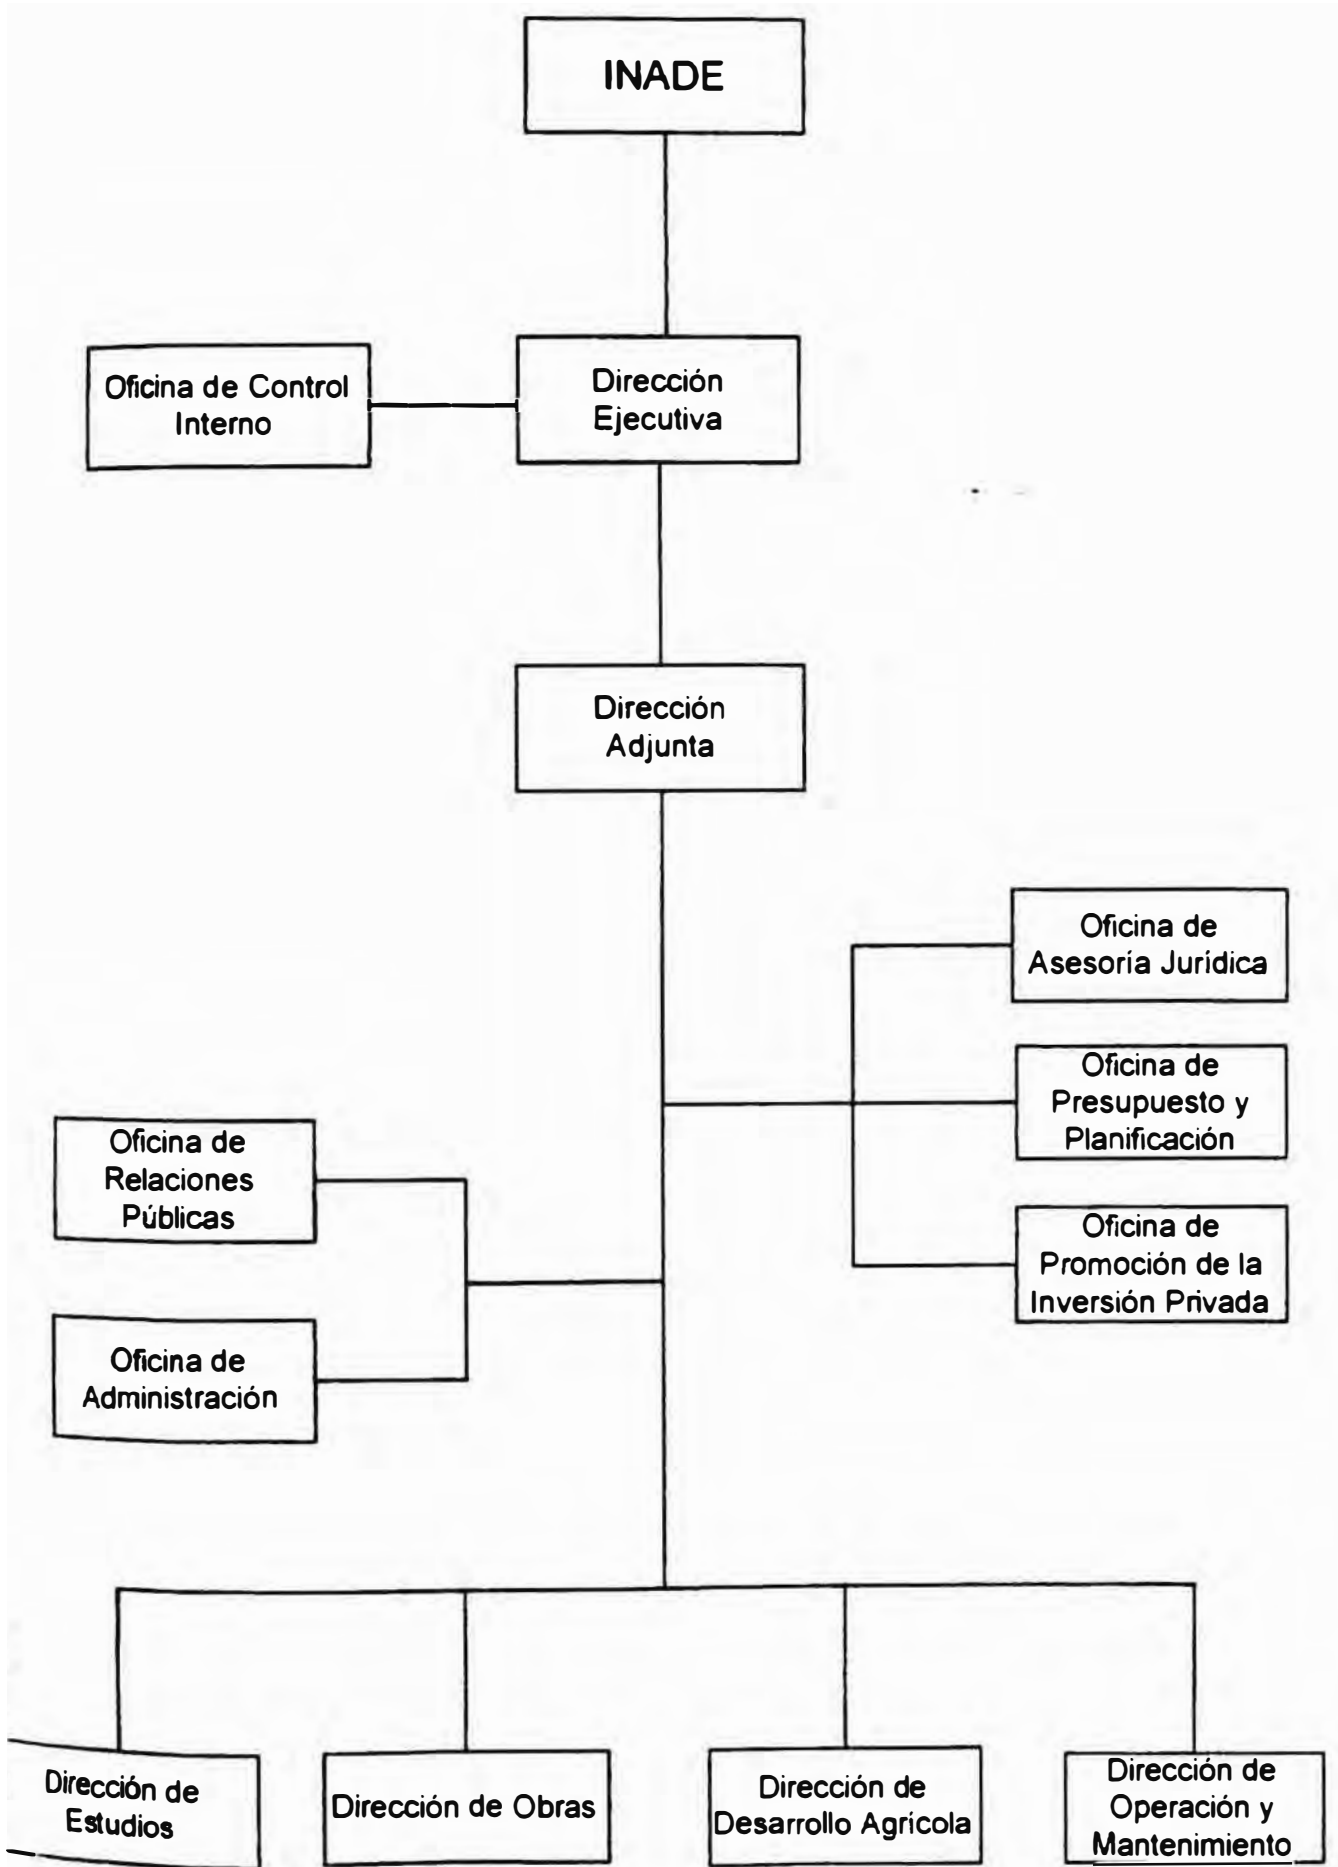 INADE
Oficina de Control
Interno
Dirección
Ejecutiva
Dirección
Adjunta
Oficina de
Asesoría Jurídica
Oficina de
Presupuesto y
Planificación
Oficina de
Promoción de la
Inversión Privada
Oficina de
Relaciones
Públicas
Oficina de
Administración
Dirección de
Estudios
Dirección de Obras
Dirección de
Desarrollo Agrícola
Dirección de
Operación y
Mantenimiento